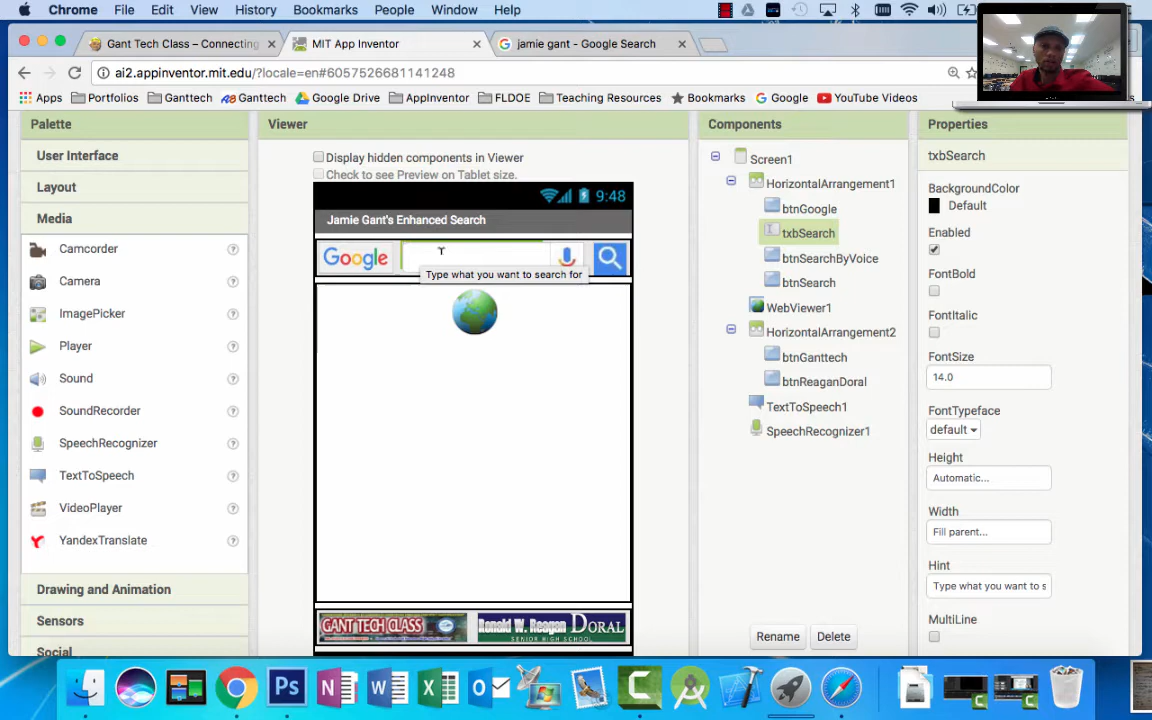 Chrome File Edit View History Bookmarks People Window Help
Gant Tech Class – Connecting
MIT App Inventor
jamie gant - Google Search
ai2.appinventor.mit.edu/?locale=en#6057526681141248
Apps Portfolios Ganttech Ganttech Google Drive AppInventor FLDOE Teaching Resources Bookmarks Google YouTube Videos
Palette
User Interface
Layout
Media
Camcorder
Camera
ImagePicker
Player
Sound
SoundRecorder
SpeechRecognizer
TextToSpeech
VideoPlayer
YandexTranslate
Drawing and Animation
Sensors
Social
Viewer
Display hidden components in Viewer
Check to see Preview on Tablet size.
9:48
Jamie Gant's Enhanced Search
Google
Type what you want to search for
GANT TECH CLASS
Ronald W. Reagan DORAL
SENIOR HIGH SCHOOL
Components
Screen1
HorizontalArrangement1
btnGoogle
txbSearch
btnSearchByVoice
btnSearch
WebViewer1
HorizontalArrangement2
btnGanttech
btnReaganDoral
TextToSpeech1
SpeechRecognizer1
Rename
Delete
Properties
txbSearch
BackgroundColor
Default
Enabled
FontBold
FontItalic
FontSize
14.0
FontTypeface
default
Height
Automatic...
Width
Fill parent...
Hint
Type what you want to s
MultiLine